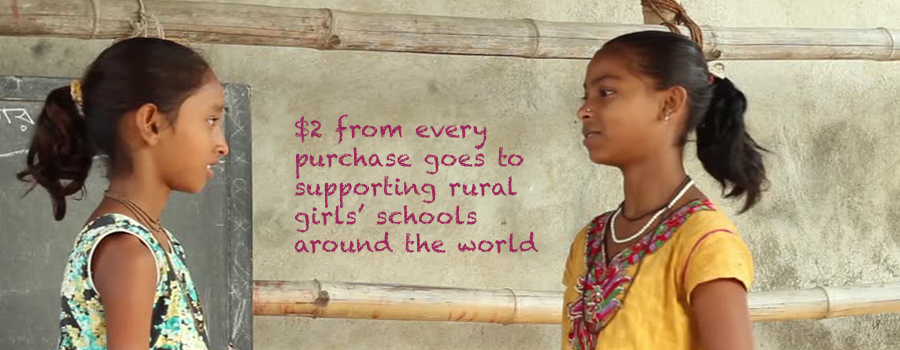 $2 from every
purchase goes to
supporting rural
girls' schools
around the world